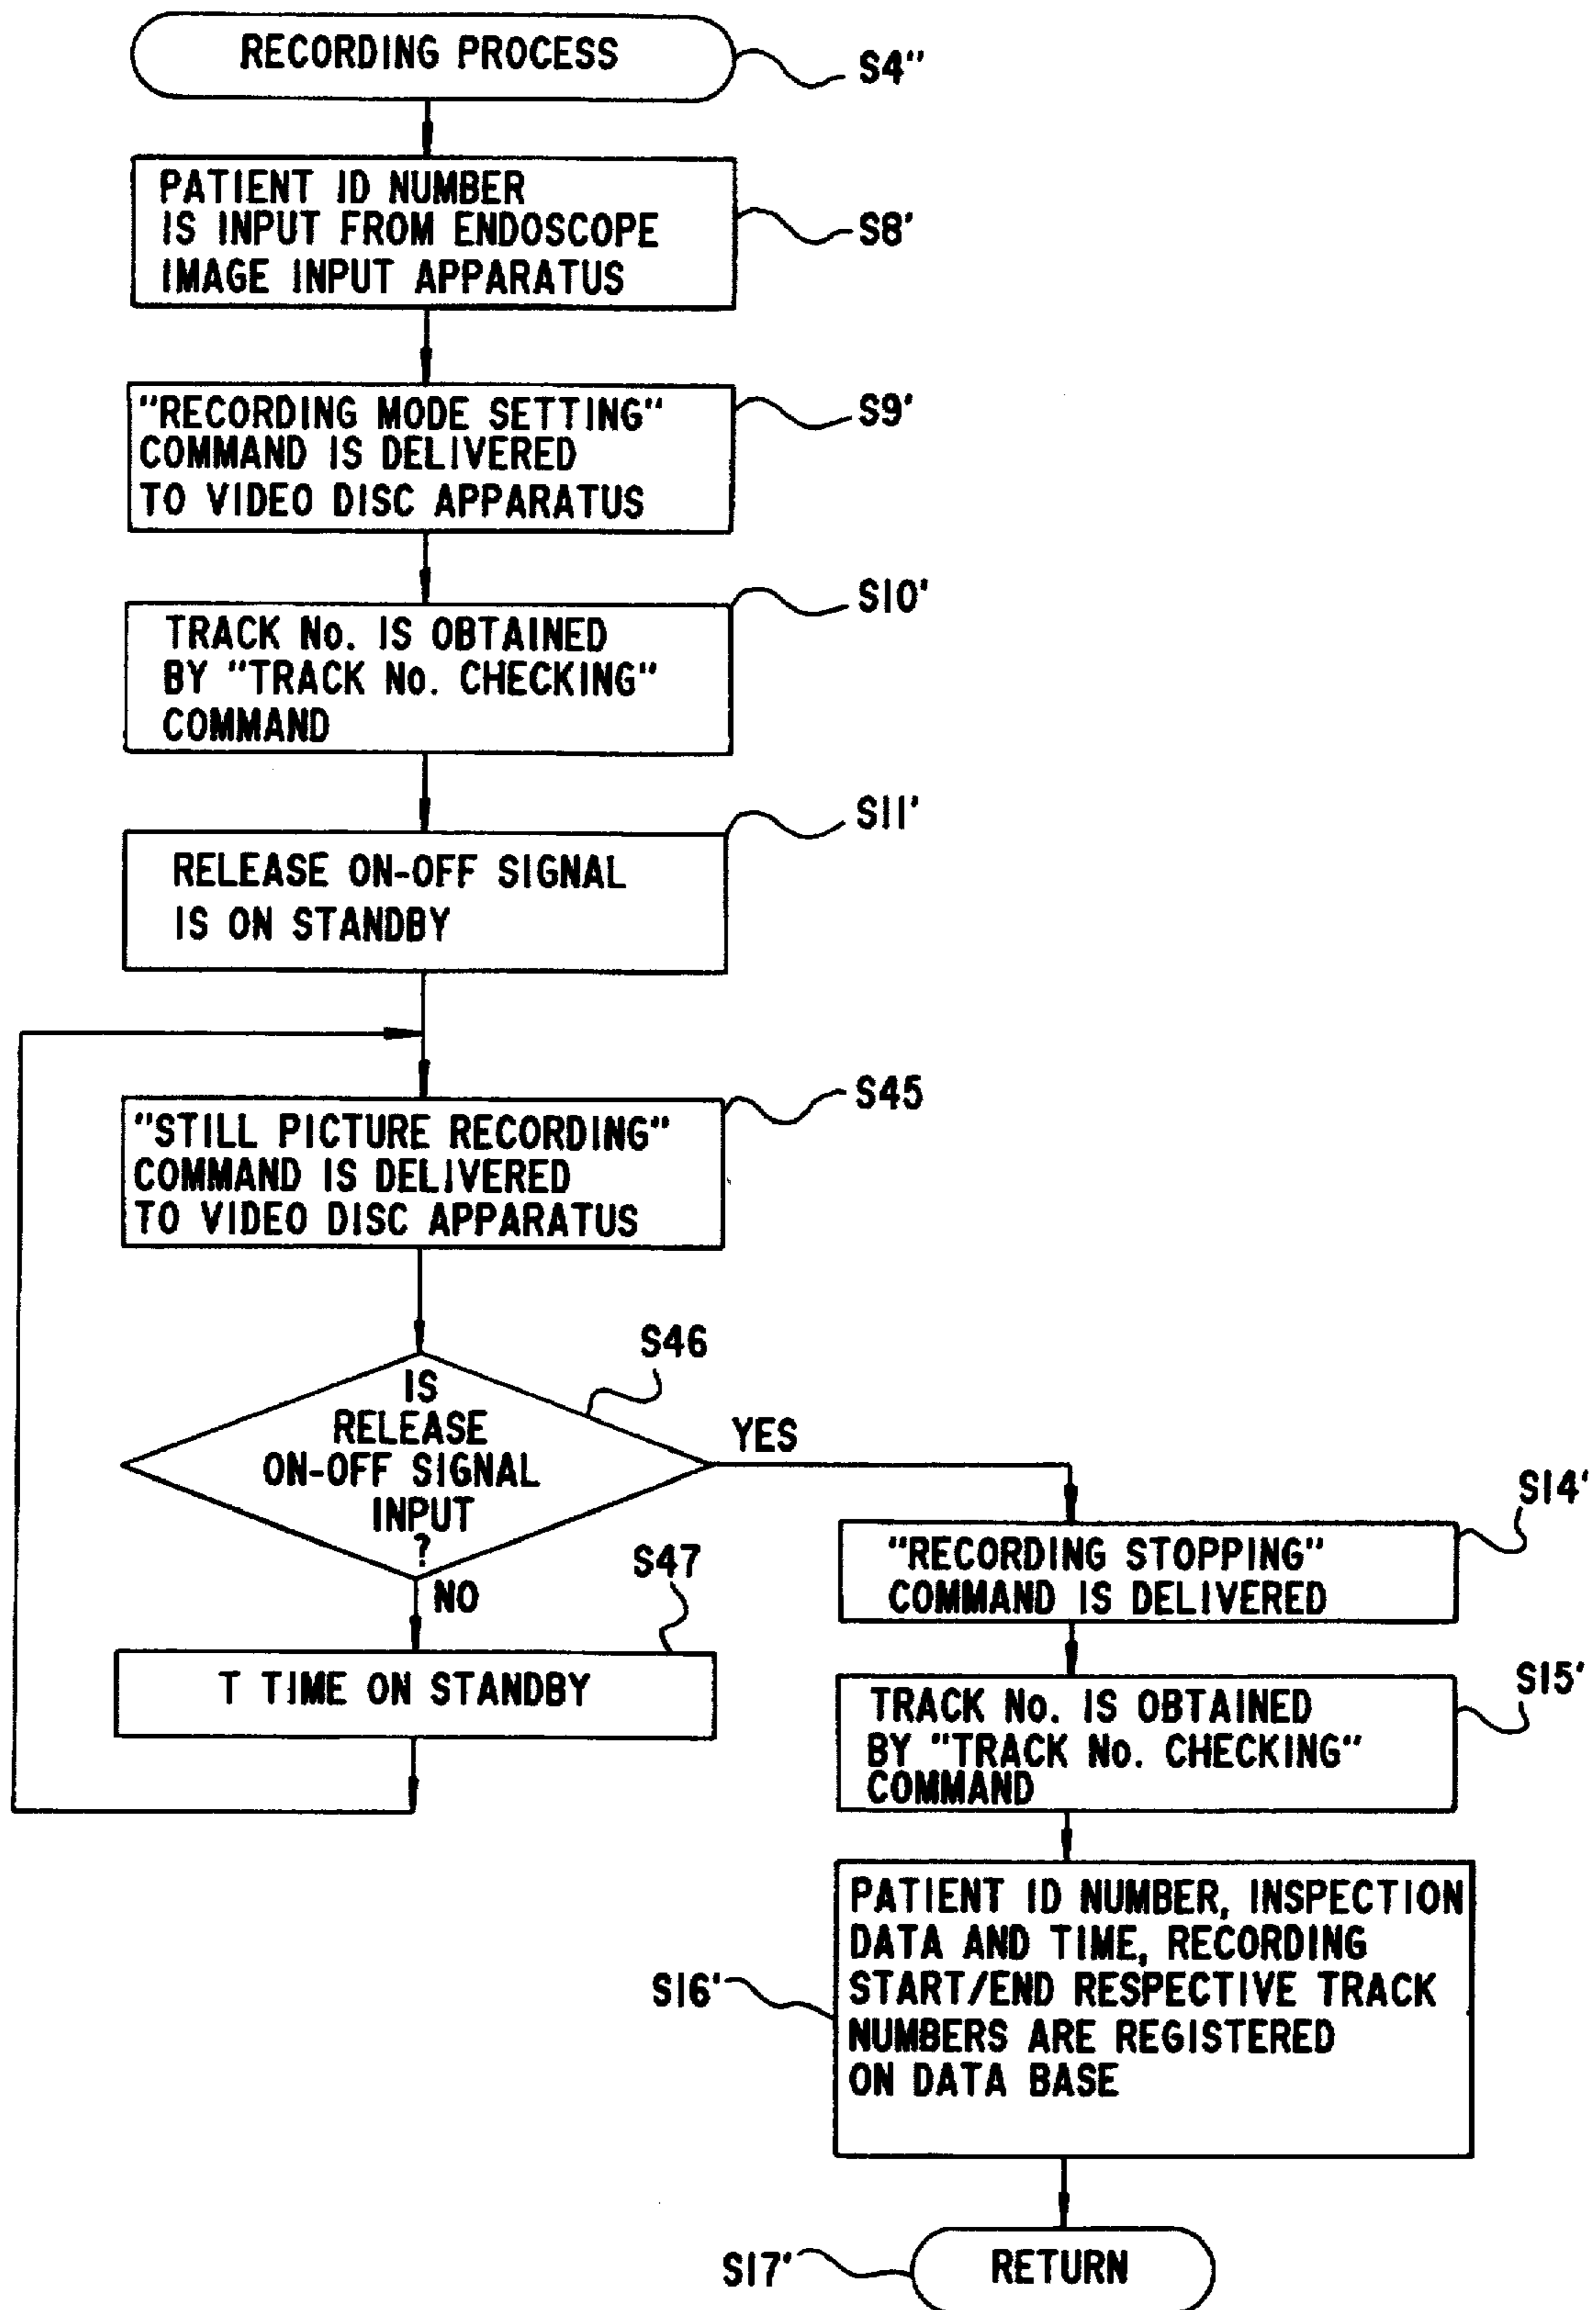 RECORDING PROCESS
S4"
PATIENT ID NUMBER
IS INPUT FROM ENDOSCOPE
IMAGE INPUT APPARATUS
S8'
"RECORDING MODE SETTING"
COMMAND IS DELIVERED
TO VIDEO DISC APPARATUS
S9'
TRACK No. IS OBTAINED
BY "TRACK No. CHECKING"
COMMAND
S10'
RELEASE ON-OFF SIGNAL
IS ON STANDBY
S11'
"STILL PICTURE RECORDING"
COMMAND IS DELIVERED
TO VIDEO DISC APPARATUS
S45
IS
RELEASE
ON-OFF SIGNAL
INPUT
?
S46
YES
NO
S47
T TIME ON STANDBY
S14'
"RECORDING STOPPING"
COMMAND IS DELIVERED
S15'
TRACK No. IS OBTAINED
BY "TRACK No. CHECKING"
COMMAND
S16'
PATIENT ID NUMBER, INSPECTION
DATA AND TIME, RECORDING
START/END RESPECTIVE TRACK
NUMBERS ARE REGISTERED
ON DATA BASE
S17'
RETURN